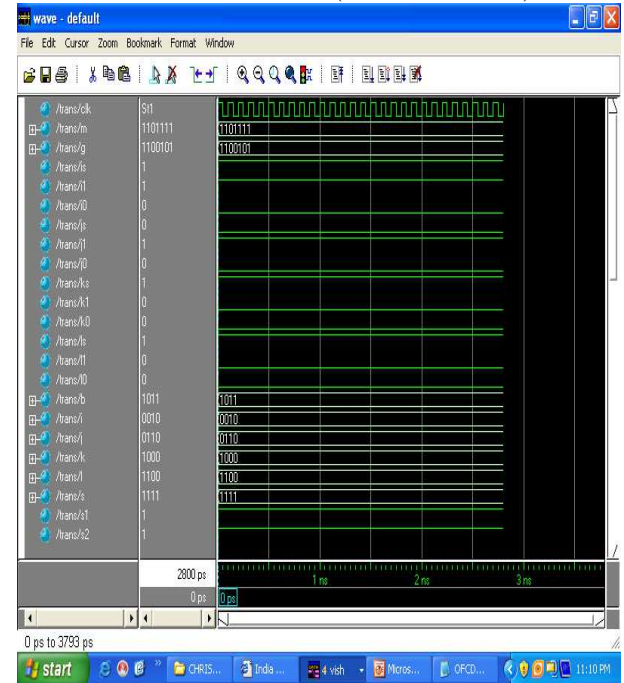 wave - default
File Edit Cursor Zoom Bookmark Format Window
/trans/clk St1
/trans/m 1101111 1101111
/trans/g 1100101 1100101
/trans/is 1
/trans/i1 1
/trans/i0 0
/trans/js 0
/trans/j1 1
/trans/j0 0
/trans/ks 1
/trans/k1 0
/trans/k0 0
/trans/ls 1
/trans/l1 0
/trans/l0 0
/trans/b 1011 1011
/trans/i 0010 0010
/trans/j 0110 0110
/trans/k 1000 1000
/trans/l 1100 1100
/trans/s 1111 1111
/trans/s1 1
/trans/s2 1
2800 ps 1 ns 2 ns 3 ns
0 ps 0 ps
0 ps to 3793 ps
start » CHRIS... India ... 4 vish Micros... OFCD... 11:10 PM